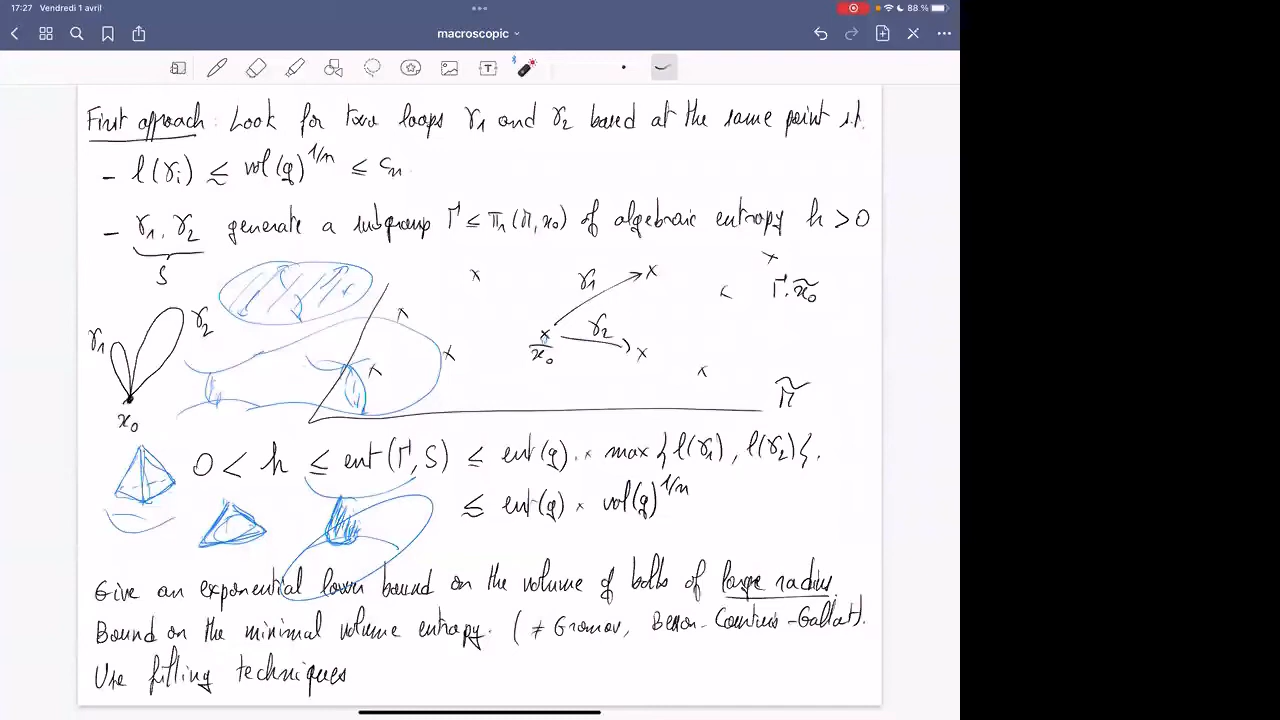 17:27 Vendredi 1 avril
88 %
macroscopic
First approach : Look for two loops γ1 and γ2 based at the same point s.t.
- l(γi) ≲ vol(g)^{1/n} ≤ cn
- γ1, γ2 generate a subgroup Γ ≤ π1(M, x0) of algebraic entropy h > 0
S
γ1 γ2 x0
γ1 γ2 x̃0 Γ.x̃0
M̃
0 < h ≤ ent(Γ, S) ≤ ent(g) . × max{l(γ1), l(γ2)}.
≲ ent(g) × vol(g)^{1/n}
Give an exponential lower bound on the volume of balls of large radius.
Bound on the minimal volume entropy. ( ≠ Gromov, Besson-Courtois-Gallot).
Use filling techniques